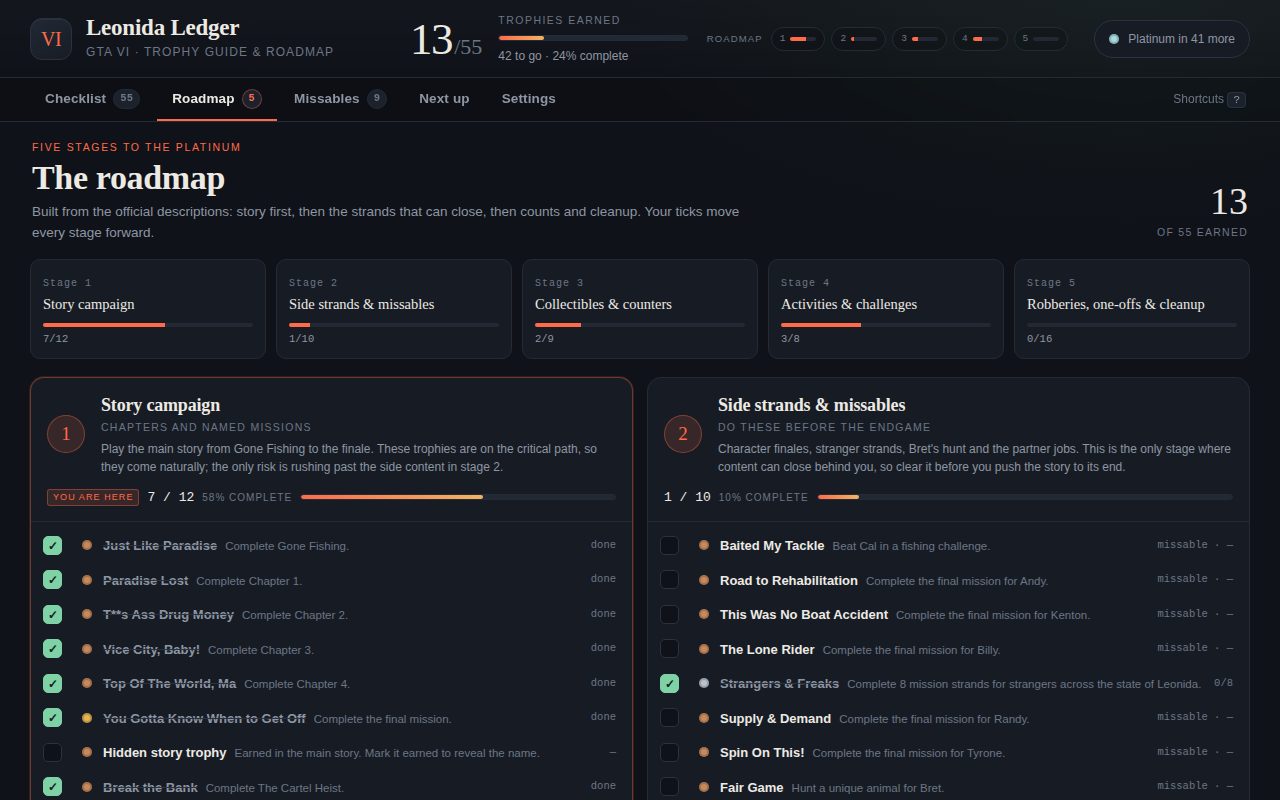 VI
Leonida Ledger
GTA VI · TROPHY GUIDE & ROADMAP
13/55
TROPHIES EARNED
42 to go · 24% complete
ROADMAP
1
2
3
4
5
Platinum in 41 more
Checklist 55
Roadmap 5
Missables 9
Next up
Settings
Shortcuts ?
FIVE STAGES TO THE PLATINUM
The roadmap
Built from the official descriptions: story first, then the strands that can close, then counts and cleanup. Your ticks move
every stage forward.
13
OF 55 EARNED
Stage 1
Story campaign
7/12
Stage 2
Side strands & missables
1/10
Stage 3
Collectibles & counters
2/9
Stage 4
Activities & challenges
3/8
Stage 5
Robberies, one-offs & cleanup
0/16
1
Story campaign
CHAPTERS AND NAMED MISSIONS
Play the main story from Gone Fishing to the finale. These trophies are on the critical path, so
they come naturally; the only risk is rushing past the side content in stage 2.
YOU ARE HERE 7 / 12 58% COMPLETE
Just Like Paradise Complete Gone Fishing. done
Paradise Lost Complete Chapter 1. done
T**s Ass Drug Money Complete Chapter 2. done
Vice City, Baby! Complete Chapter 3. done
Top Of The World, Ma Complete Chapter 4. done
You Gotta Know When to Get Off Complete the final mission. done
Hidden story trophy Earned in the main story. Mark it earned to reveal the name. —
Break the Bank Complete The Cartel Heist. done
2
Side strands & missables
DO THESE BEFORE THE ENDGAME
Character finales, stranger strands, Bret's hunt and the partner jobs. This is the only stage where
content can close behind you, so clear it before you push the story to its end.
1 / 10 10% COMPLETE
Baited My Tackle Beat Cal in a fishing challenge. missable · —
Road to Rehabilitation Complete the final mission for Andy. missable · —
This Was No Boat Accident Complete the final mission for Kenton. missable · —
The Lone Rider Complete the final mission for Billy. missable · —
Strangers & Freaks Complete 8 mission strands for strangers across the state of Leonida. 0/8
Supply & Demand Complete the final mission for Randy. missable · —
Spin On This! Complete the final mission for Tyrone. missable · —
Fair Game Hunt a unique animal for Bret. missable · —